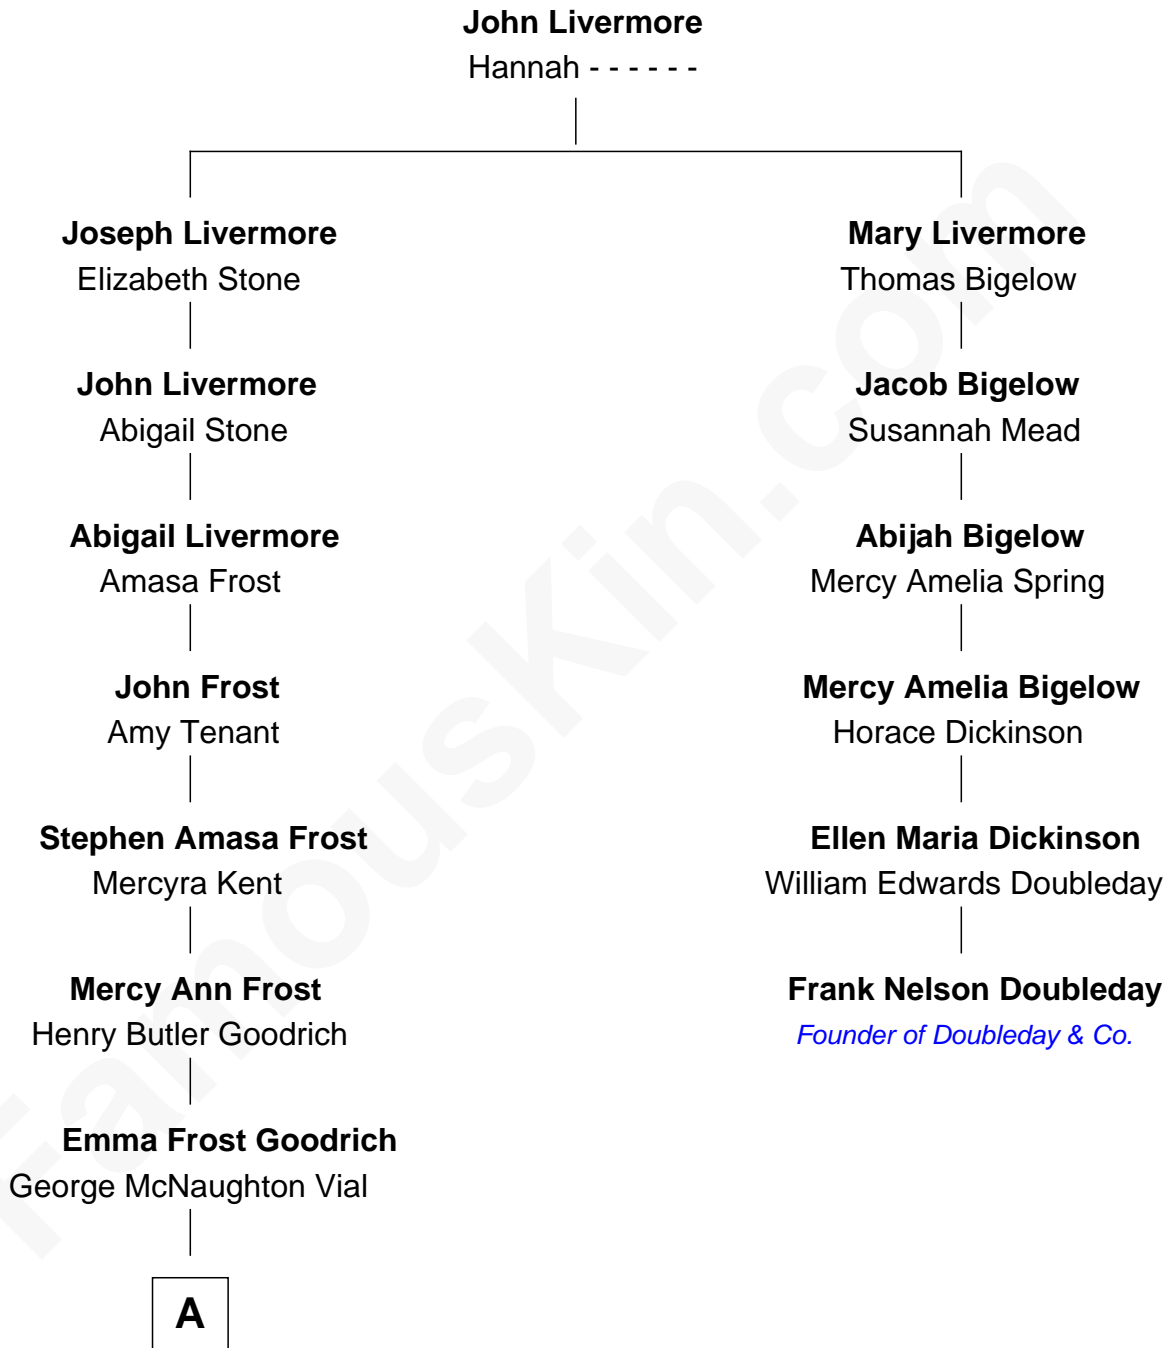 John Livermore
Hannah - - - - - -
Joseph Livermore
Elizabeth Stone
Mary Livermore
Thomas Bigelow
John Livermore
Abigail Stone
Jacob Bigelow
Susannah Mead
Abigail Livermore
Amasa Frost
Abijah Bigelow
Mercy Amelia Spring
John Frost
Amy Tenant
Mercy Amelia Bigelow
Horace Dickinson
Stephen Amasa Frost
Mercyra Kent
Ellen Maria Dickinson
William Edwards Doubleday
Mercy Ann Frost
Henry Butler Goodrich
Frank Nelson Doubleday
Founder of Doubleday & Co.
Emma Frost Goodrich
George McNaughton Vial
A
FamousKin.com